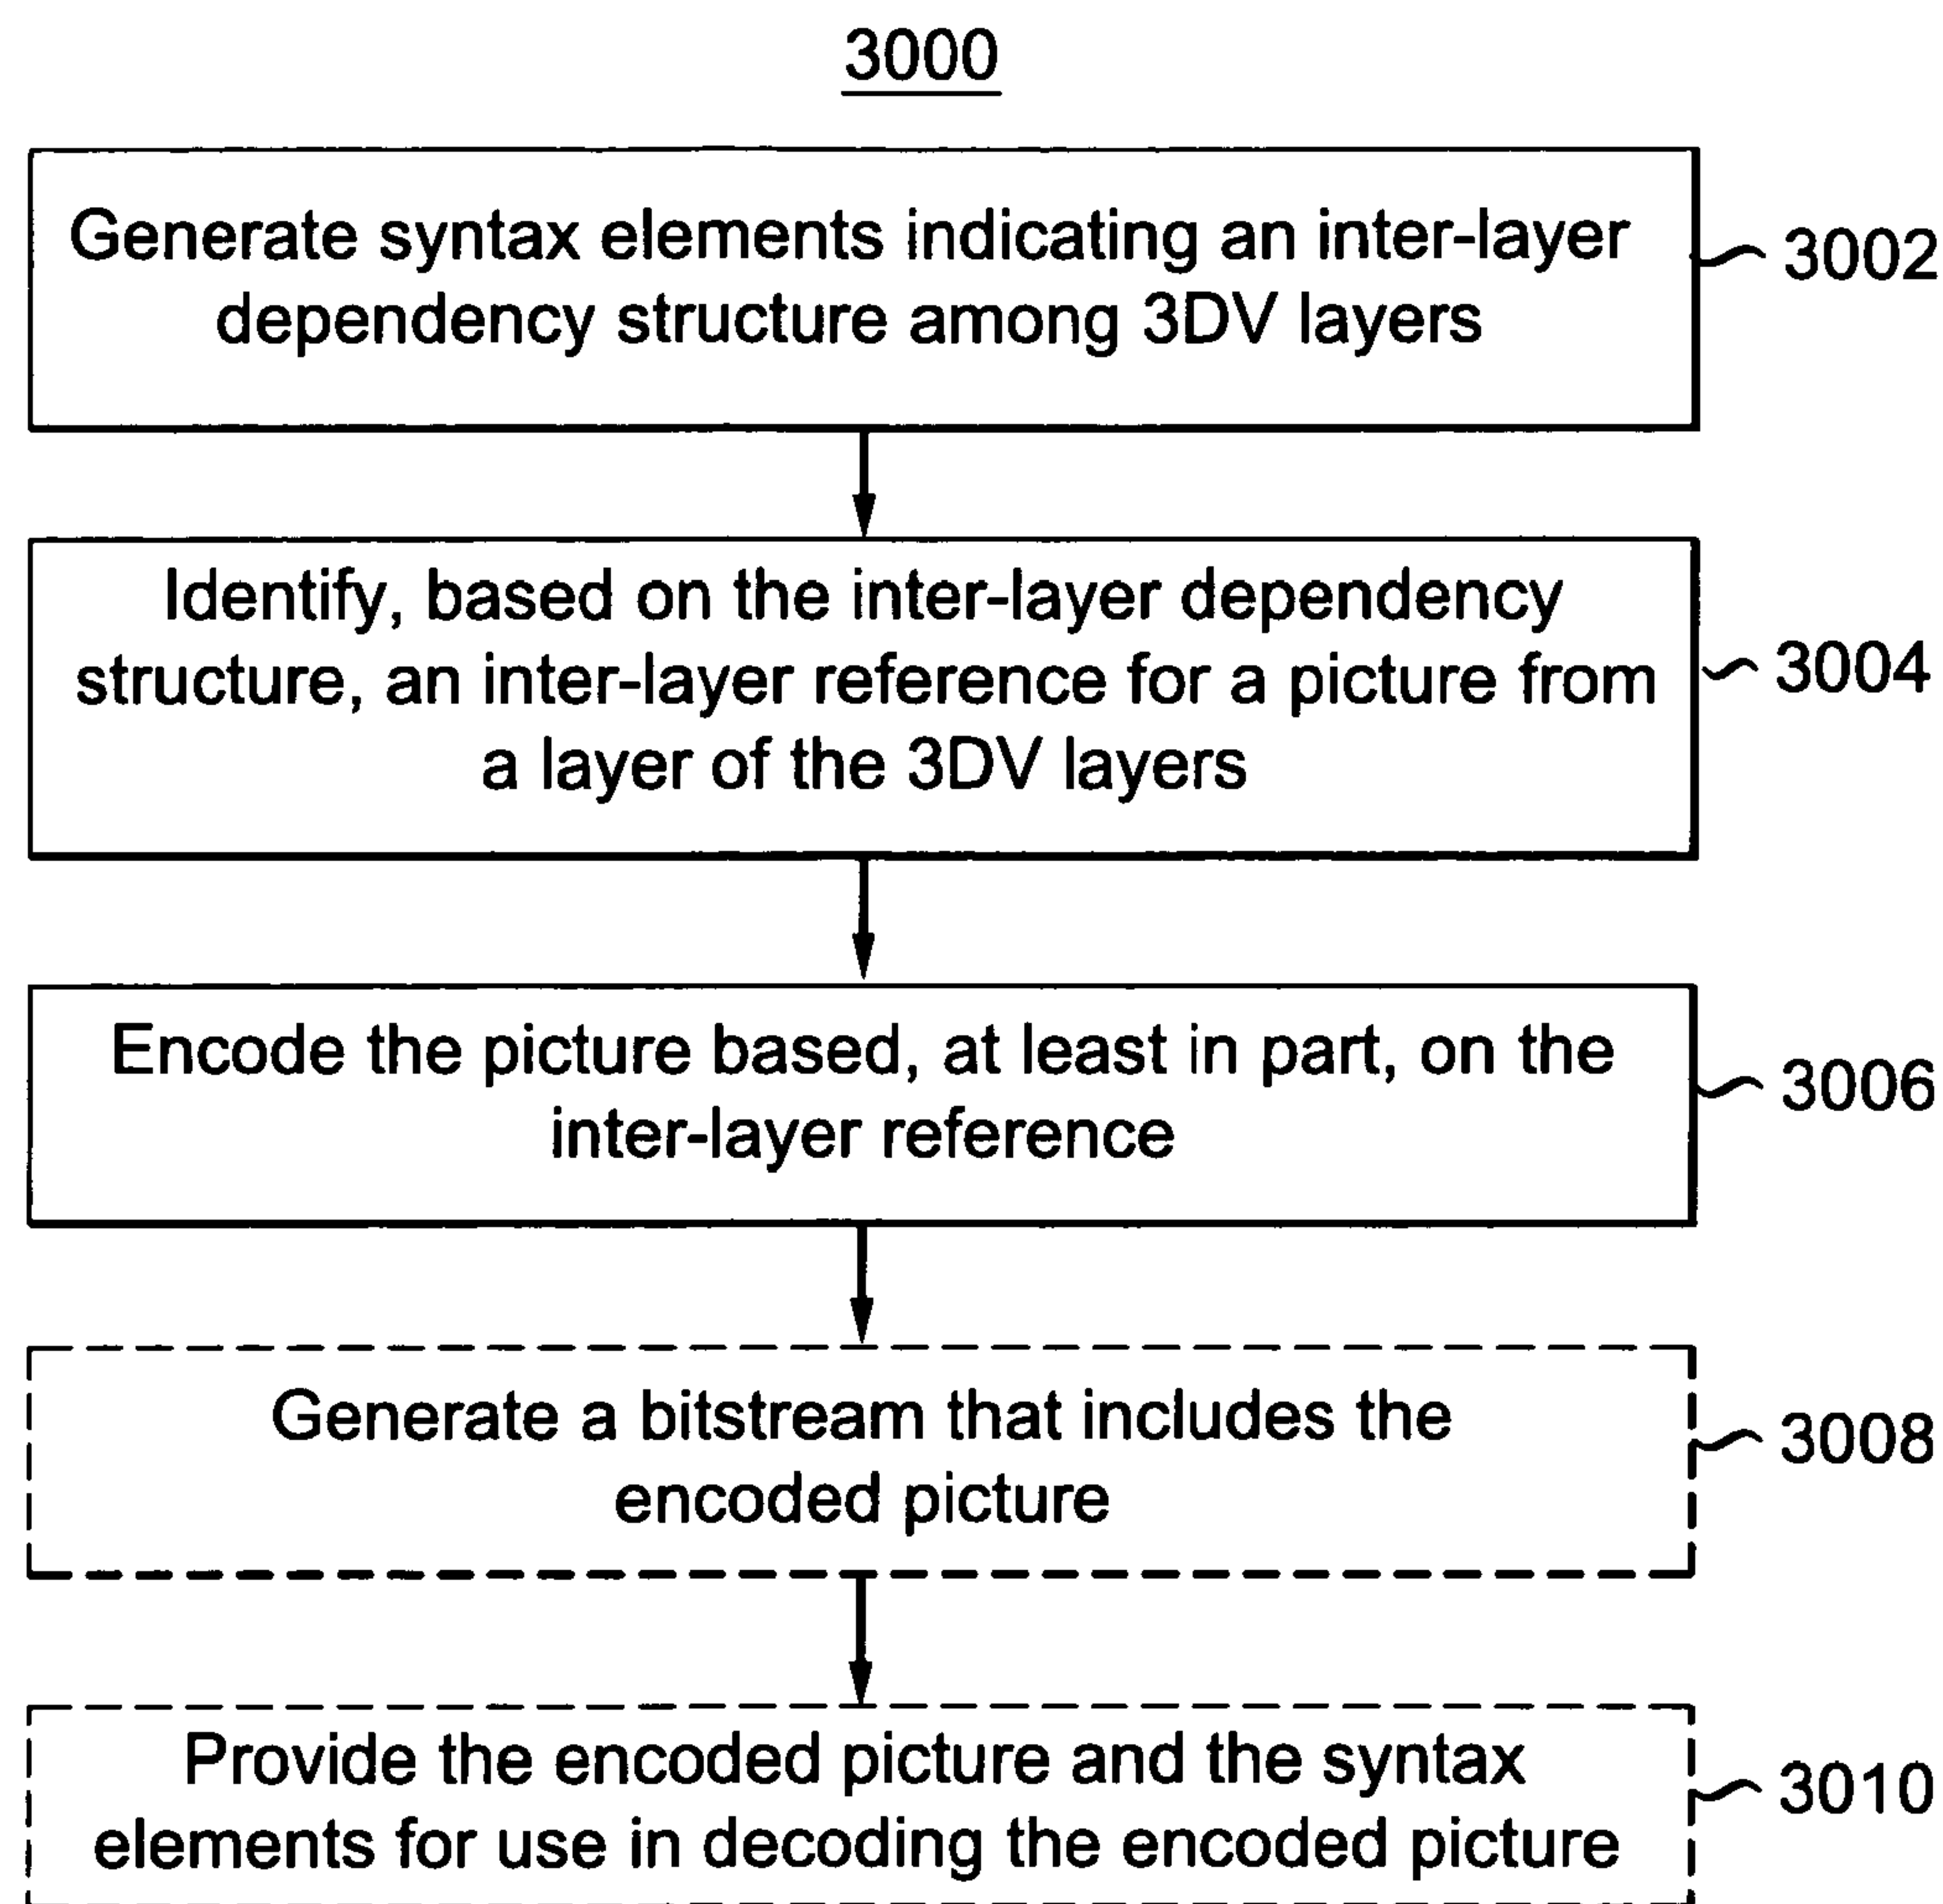 3000
Generate syntax elements indicating an inter-layer
dependency structure among 3DV layers
3002
Identify, based on the inter-layer dependency
structure, an inter-layer reference for a picture from
a layer of the 3DV layers
3004
Encode the picture based, at least in part, on the
inter-layer reference
3006
Generate a bitstream that includes the
encoded picture
3008
Provide the encoded picture and the syntax
elements for use in decoding the encoded picture
3010